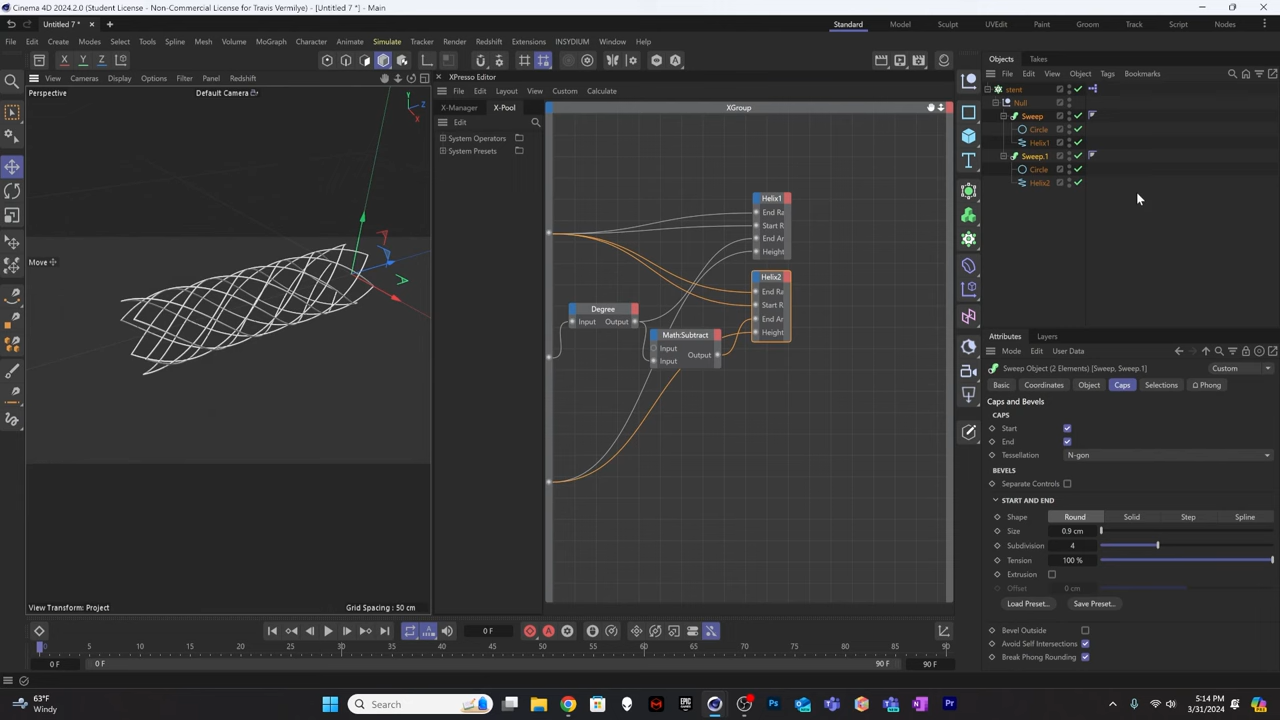 Cinema 4D 2024.2.0 (Student License - Non-Commercial License for Travis Vermilye) - [Untitled 7 *] - Main
Untitled 7 *
Standard Model Sculpt UVEdit Paint Groom Track Script Nodes
File Edit Create Modes Select Tools Spline Mesh Volume MoGraph Character Animate Simulate Tracker Render Redshift Extensions INSYDIUM Window Help
X Y Z
Objects Takes
File Edit View Object Tags Bookmarks
View Cameras Display Options Filter Panel Redshift
XPresso Editor
File Edit Layout View Custom Calculate
Perspective
Default Camera
Y
Z
X
X-Manager X-Pool
Edit
System Operators
System Presets
XGroup
stent
Null
Sweep
Circle
Helix1
Sweep.1
Circle
Helix2
Helix1
End Ra
Start R
End Ar
Height
Helix2
End Ra
Start R
End Ar
Height
Degree
Input Output
Math:Subtract
Input
Input
Output
Move
View Transform: Project
Grid Spacing : 50 cm
Attributes Layers
Mode Edit User Data
Sweep Object (2 Elements) [Sweep, Sweep.1]
Custom
Basic Coordinates Object Caps Selections Phong
Caps and Bevels
CAPS
Start
End
Tessellation N-gon
BEVELS
Separate Controls
START AND END
Shape Round Solid Step Spline
Size 0.9 cm
Subdivision 4
Tension 100 %
Extrusion
Offset 0 cm
Load Preset... Save Preset...
Bevel Outside
Avoid Self Intersections
Break Phong Rounding
0 F
0 5 10 15 20 25 30 35 40 45 50 55 60 65 70 75 80 85 90
0 F 0 F 90 F 90 F
63°F
Windy
Search
Ps
Pr
5:14 PM
3/31/2024